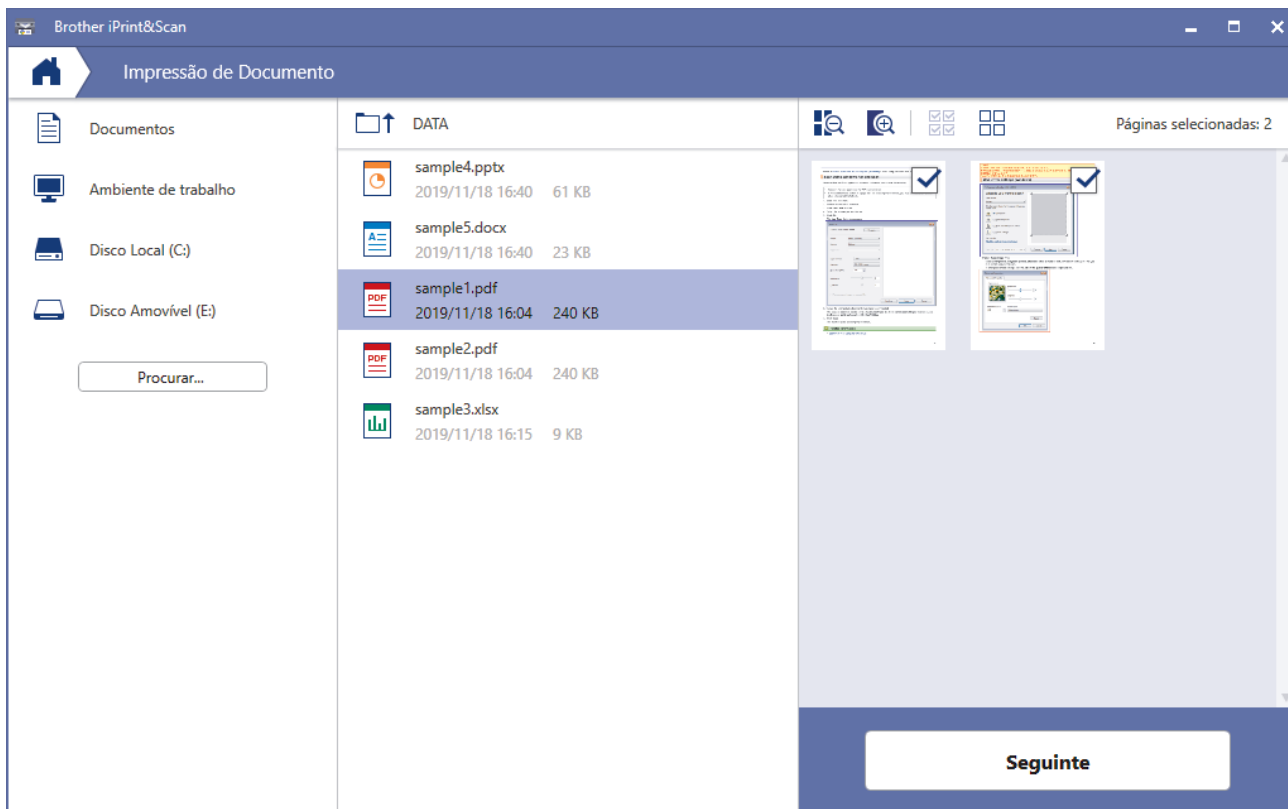 Brother iPrint&Scan
Impressão de Documento
Documentos
Ambiente de trabalho
Disco Local (C:)
Disco Amovível (E:)
Procurar...
DATA
sample4.pptx
2019/11/18 16:40 61 KB
sample5.docx
2019/11/18 16:40 23 KB
PDF
sample1.pdf
2019/11/18 16:04 240 KB
PDF
sample2.pdf
2019/11/18 16:04 240 KB
sample3.xlsx
2019/11/18 16:15 9 KB
Páginas selecionadas: 2
Seguinte